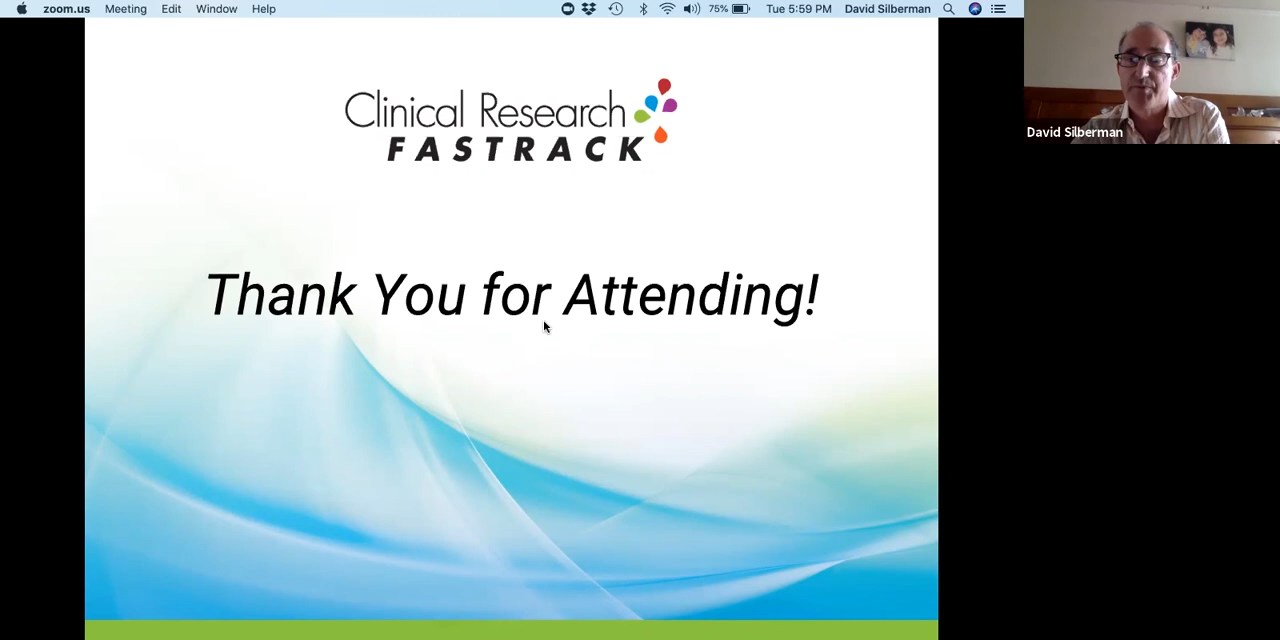 zoom.us Meeting Edit Window Help 75% Tue 5:59 PM David Silberman
Clinical Research
FASTRACK
Thank You for Attending!
David Silberman